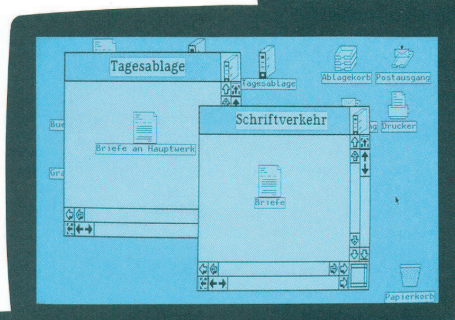 Tagesablage
Tagesablage
Ablagekorb
Postausgang
Schriftverkehr
Drucker
Briefe an Hauptwerk
Briefe
Papierkorb